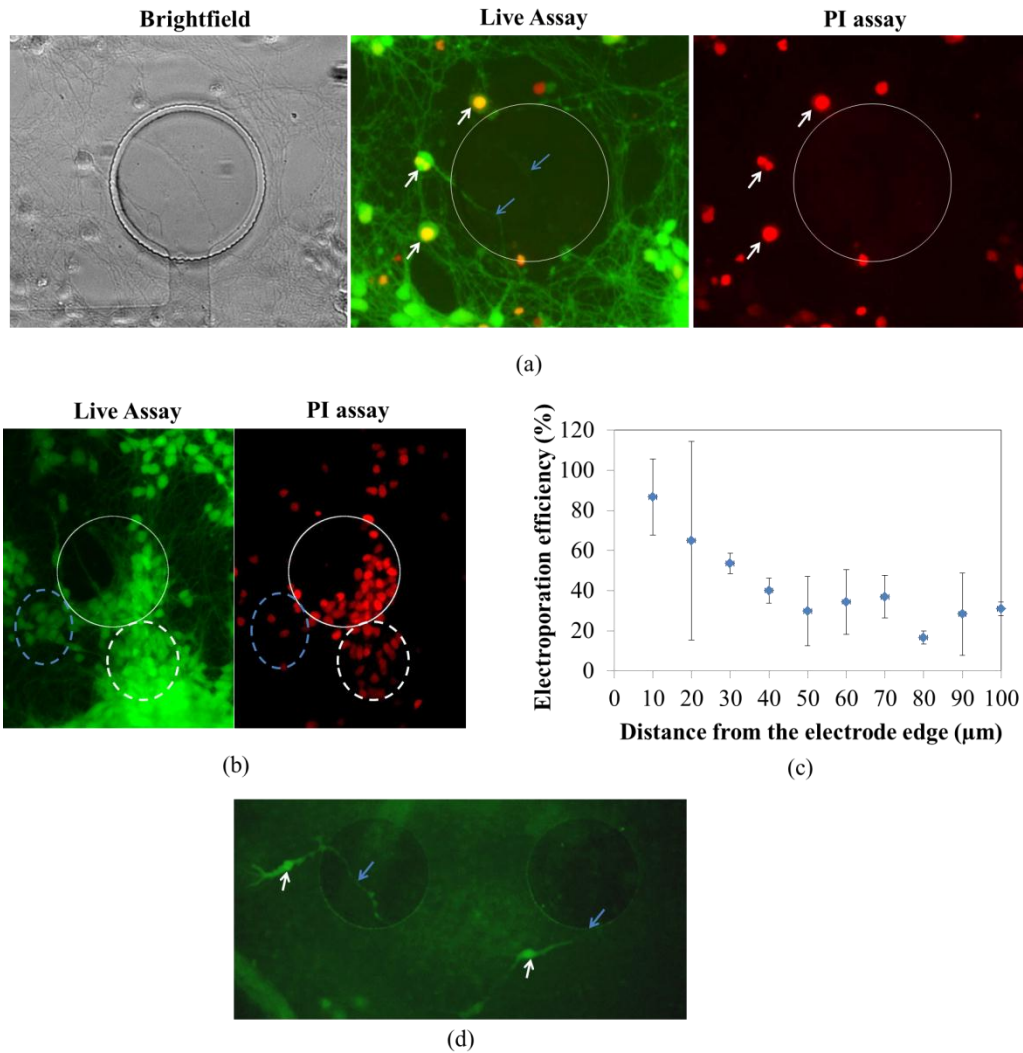 Brightfield
Live Assay
PI assay
(a)
Live Assay
PI assay
(b)
Electroporation efficiency (%)
120
100
80
60
40
20
0
0 10 20 30 40 50 60 70 80 90 100
Distance from the electrode edge (µm)
(c)
(d)